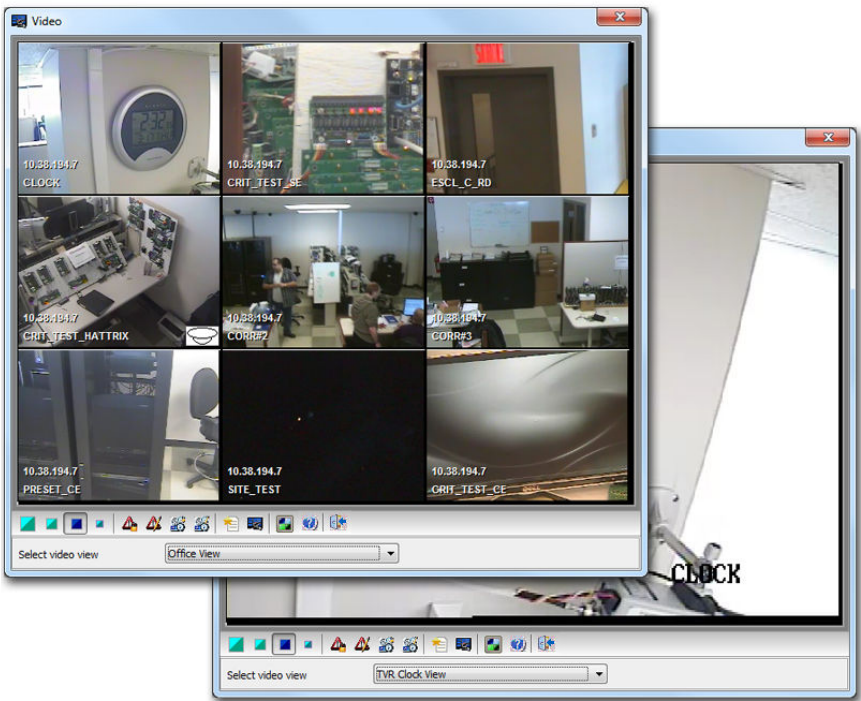 Video
10.38.194.7
CLOCK
10.38.194.7
CRIT_TEST_SE
10.38.194.7
ESCL_C_RD
10.38.194.7
CRIT_TEST_HATTRIX
10.38.194.7
CORR#2
10.38.194.7
CORR#3
10.38.194.7
PRESET_CE
10.38.194.7
SITE_TEST
10.38.194.7
CRIT_TEST_CE
Select video view
Office View
CLOCK
Select video view
TVR Clock View